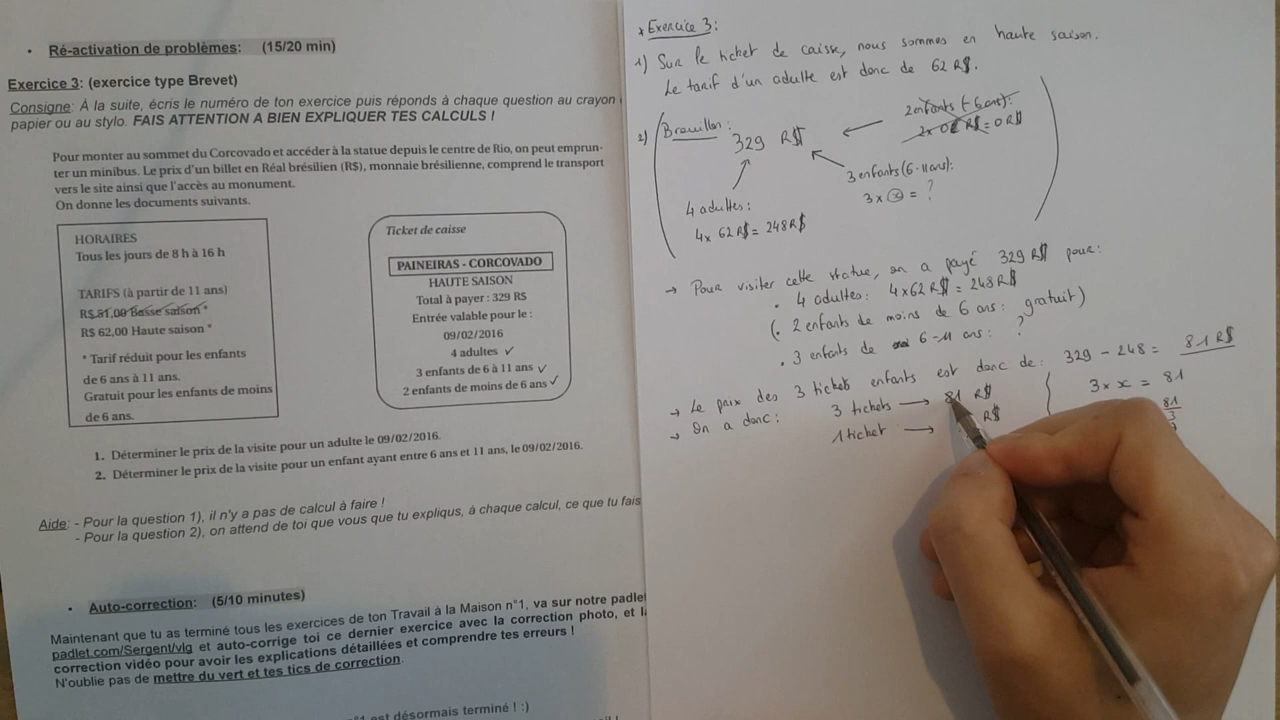 • Ré-activation de problèmes: (15/20 min)
Exercice 3: (exercice type Brevet)
Consigne: À la suite, écris le numéro de ton exercice puis réponds à chaque question au crayon
papier ou au stylo. FAIS ATTENTION A BIEN EXPLIQUER TES CALCULS !
Pour monter au sommet du Corcovado et accéder à la statue depuis le centre de Rio, on peut emprun-
ter un minibus. Le prix d'un billet en Réal brésilien (R$), monnaie brésilienne, comprend le transport
vers le site ainsi que l'accès au monument.
On donne les documents suivants.
HORAIRES
Tous les jours de 8 h à 16 h
TARIFS (à partir de 11 ans)
R$ 51,00 Basse saison *
R$ 62,00 Haute saison *
* Tarif réduit pour les enfants
de 6 ans à 11 ans.
Gratuit pour les enfants de moins
de 6 ans.
Ticket de caisse
PAINEIRAS - CORCOVADO
HAUTE SAISON
Total à payer : 329 RS
Entrée valable pour le :
09/02/2016
4 adultes ✓
3 enfants de 6 à 11 ans ✓
2 enfants de moins de 6 ans ✓
1. Déterminer le prix de la visite pour un adulte le 09/02/2016.
2. Déterminer le prix de la visite pour un enfant ayant entre 6 ans et 11 ans, le 09/02/2016.
Aide: - Pour la question 1), il n'y a pas de calcul à faire !
- Pour la question 2), on attend de toi que vous que tu expliqus, à chaque calcul, ce que tu fais
• Auto-correction: (5/10 minutes)
Maintenant que tu as terminé tous les exercices de ton Travail à la Maison n°1, va sur notre padlet
padlet.com/Sergent/vlg et auto-corrige toi ce dernier exercice avec la correction photo, et la
correction vidéo pour avoir les explications détaillées et comprendre tes erreurs !
N'oublie pas de mettre du vert et tes tics de correction.
n°1 est désormais terminé ! :)
* Exercice 3:
1) Sur le ticket de caisse, nous sommes en haute saison.
Le tarif d'un adulte est donc de 62 R$.
2) (Brouillon:
329 R$
2 enfants (-6 ans):
2 x 0 R$ = 0 R$
3 enfants (6-11 ans):
3 x x = ?
4 adultes:
4 x 62 R$ = 248 R$
→ Pour visiter cette statue, on a payé 329 R$ pour:
. 4 adultes: 4 x 62 R$ = 248 R$
(. 2 enfants de moins de 6 ans: gratuit)
. 3 enfants de 6-11 ans: ?
→ Le prix des 3 tickets enfants est donc de: 329 - 248 = 81 R$
→ On a donc: 3 tickets → 81 R$
1 ticket → R$
3 x x = 81
81
3